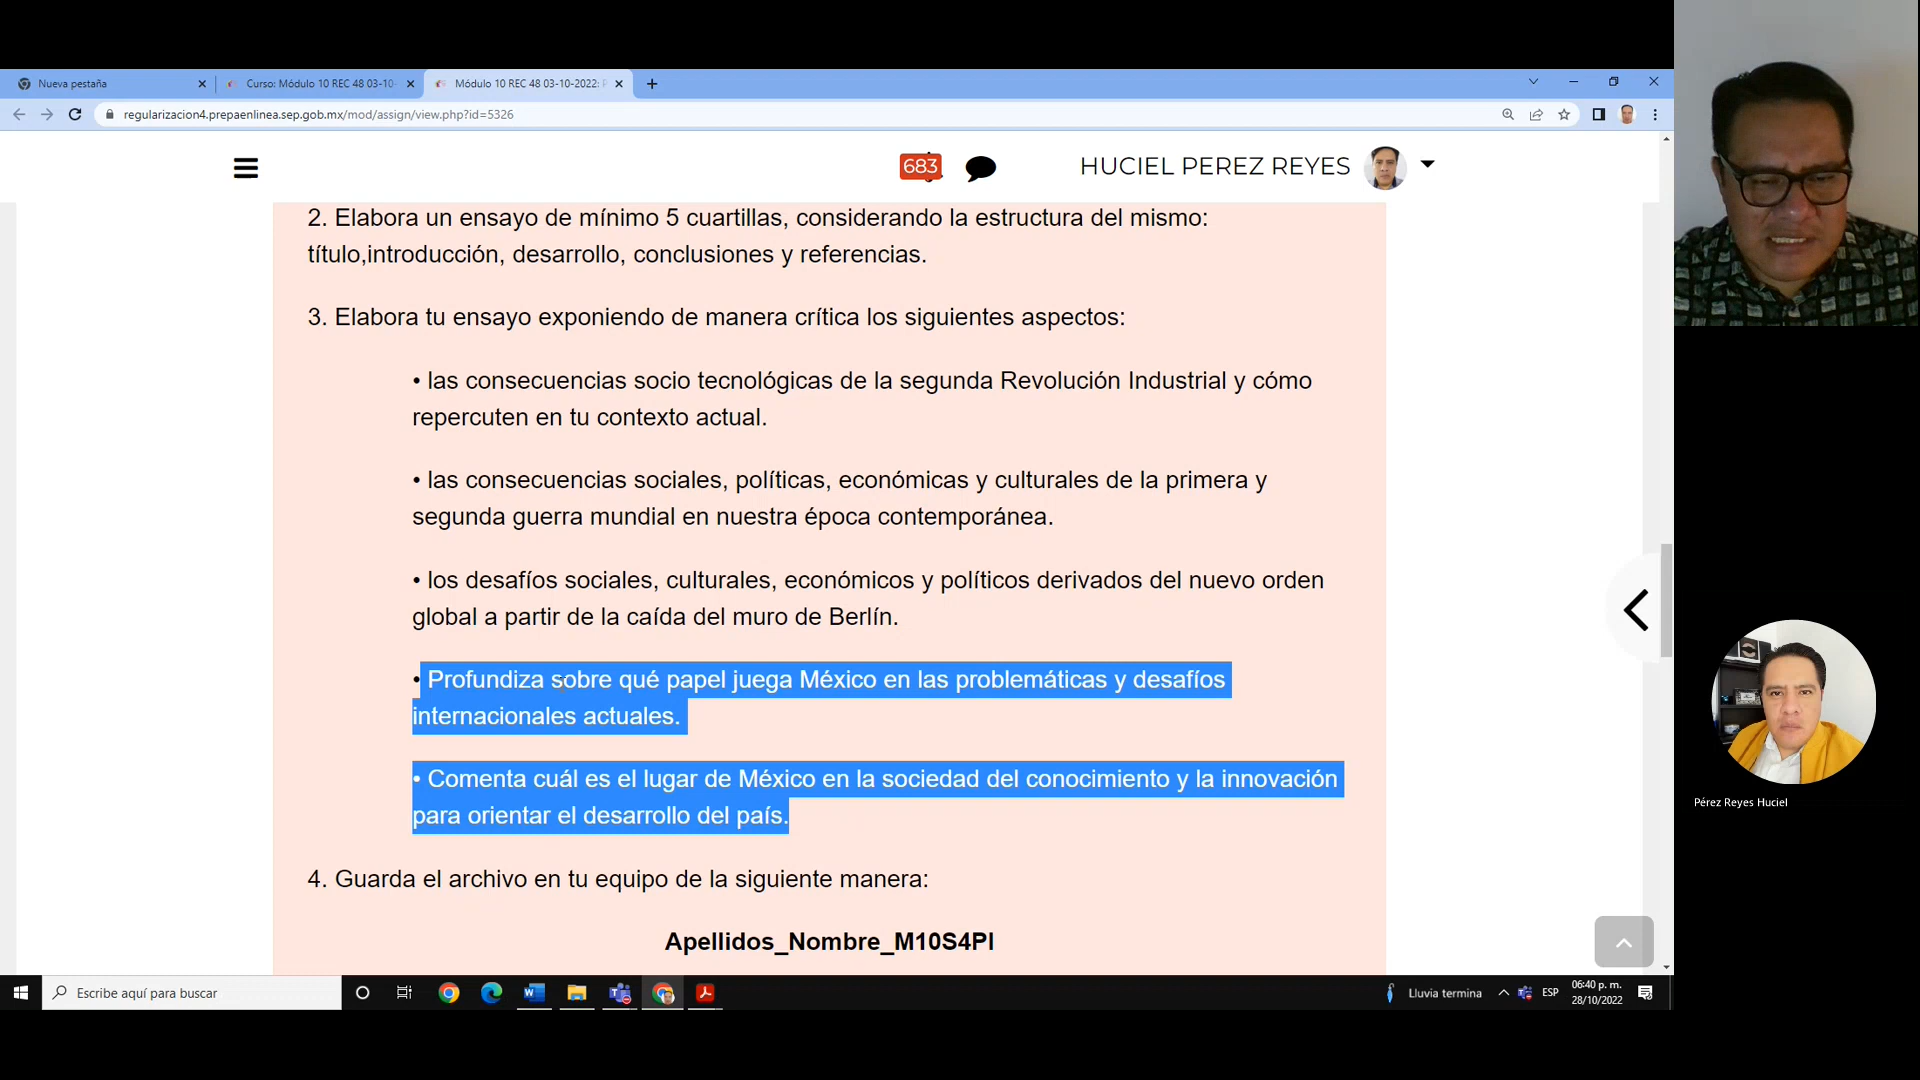 Nueva pestaña
Curso: Módulo 10 REC 48 03-10-
Módulo 10 REC 48 03-10-2022: P
regularizacion4.prepaenlinea.sep.gob.mx/mod/assign/view.php?id=5326
683
HUCIEL PEREZ REYES
2. Elabora un ensayo de mínimo 5 cuartillas, considerando la estructura del mismo:
título,introducción, desarrollo, conclusiones y referencias.
3. Elabora tu ensayo exponiendo de manera crítica los siguientes aspectos:
• las consecuencias socio tecnológicas de la segunda Revolución Industrial y cómo
repercuten en tu contexto actual.
• las consecuencias sociales, políticas, económicas y culturales de la primera y
segunda guerra mundial en nuestra época contemporánea.
• los desafíos sociales, culturales, económicos y políticos derivados del nuevo orden
global a partir de la caída del muro de Berlín.
• Profundiza sobre qué papel juega México en las problemáticas y desafíos
internacionales actuales.
• Comenta cuál es el lugar de México en la sociedad del conocimiento y la innovación
para orientar el desarrollo del país.
4. Guarda el archivo en tu equipo de la siguiente manera:
Apellidos_Nombre_M10S4PI
Pérez Reyes Huciel
Escribe aquí para buscar
Lluvia termina
ESP
06:40 p. m.
28/10/2022